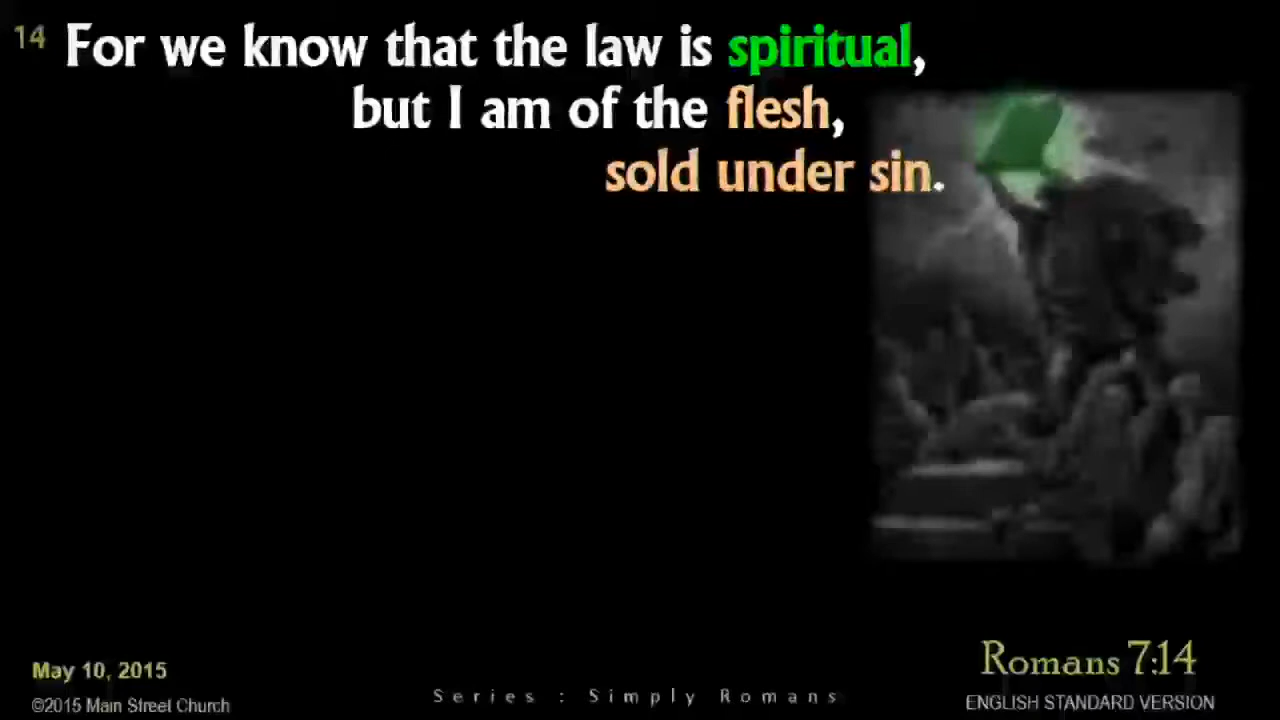 14 For we know that the law is spiritual,
but I am of the flesh,
sold under sin.
Romans 7:14
May 10, 2015
Series : Simply Romans
©2015 Main Street Church
ENGLISH STANDARD VERSION